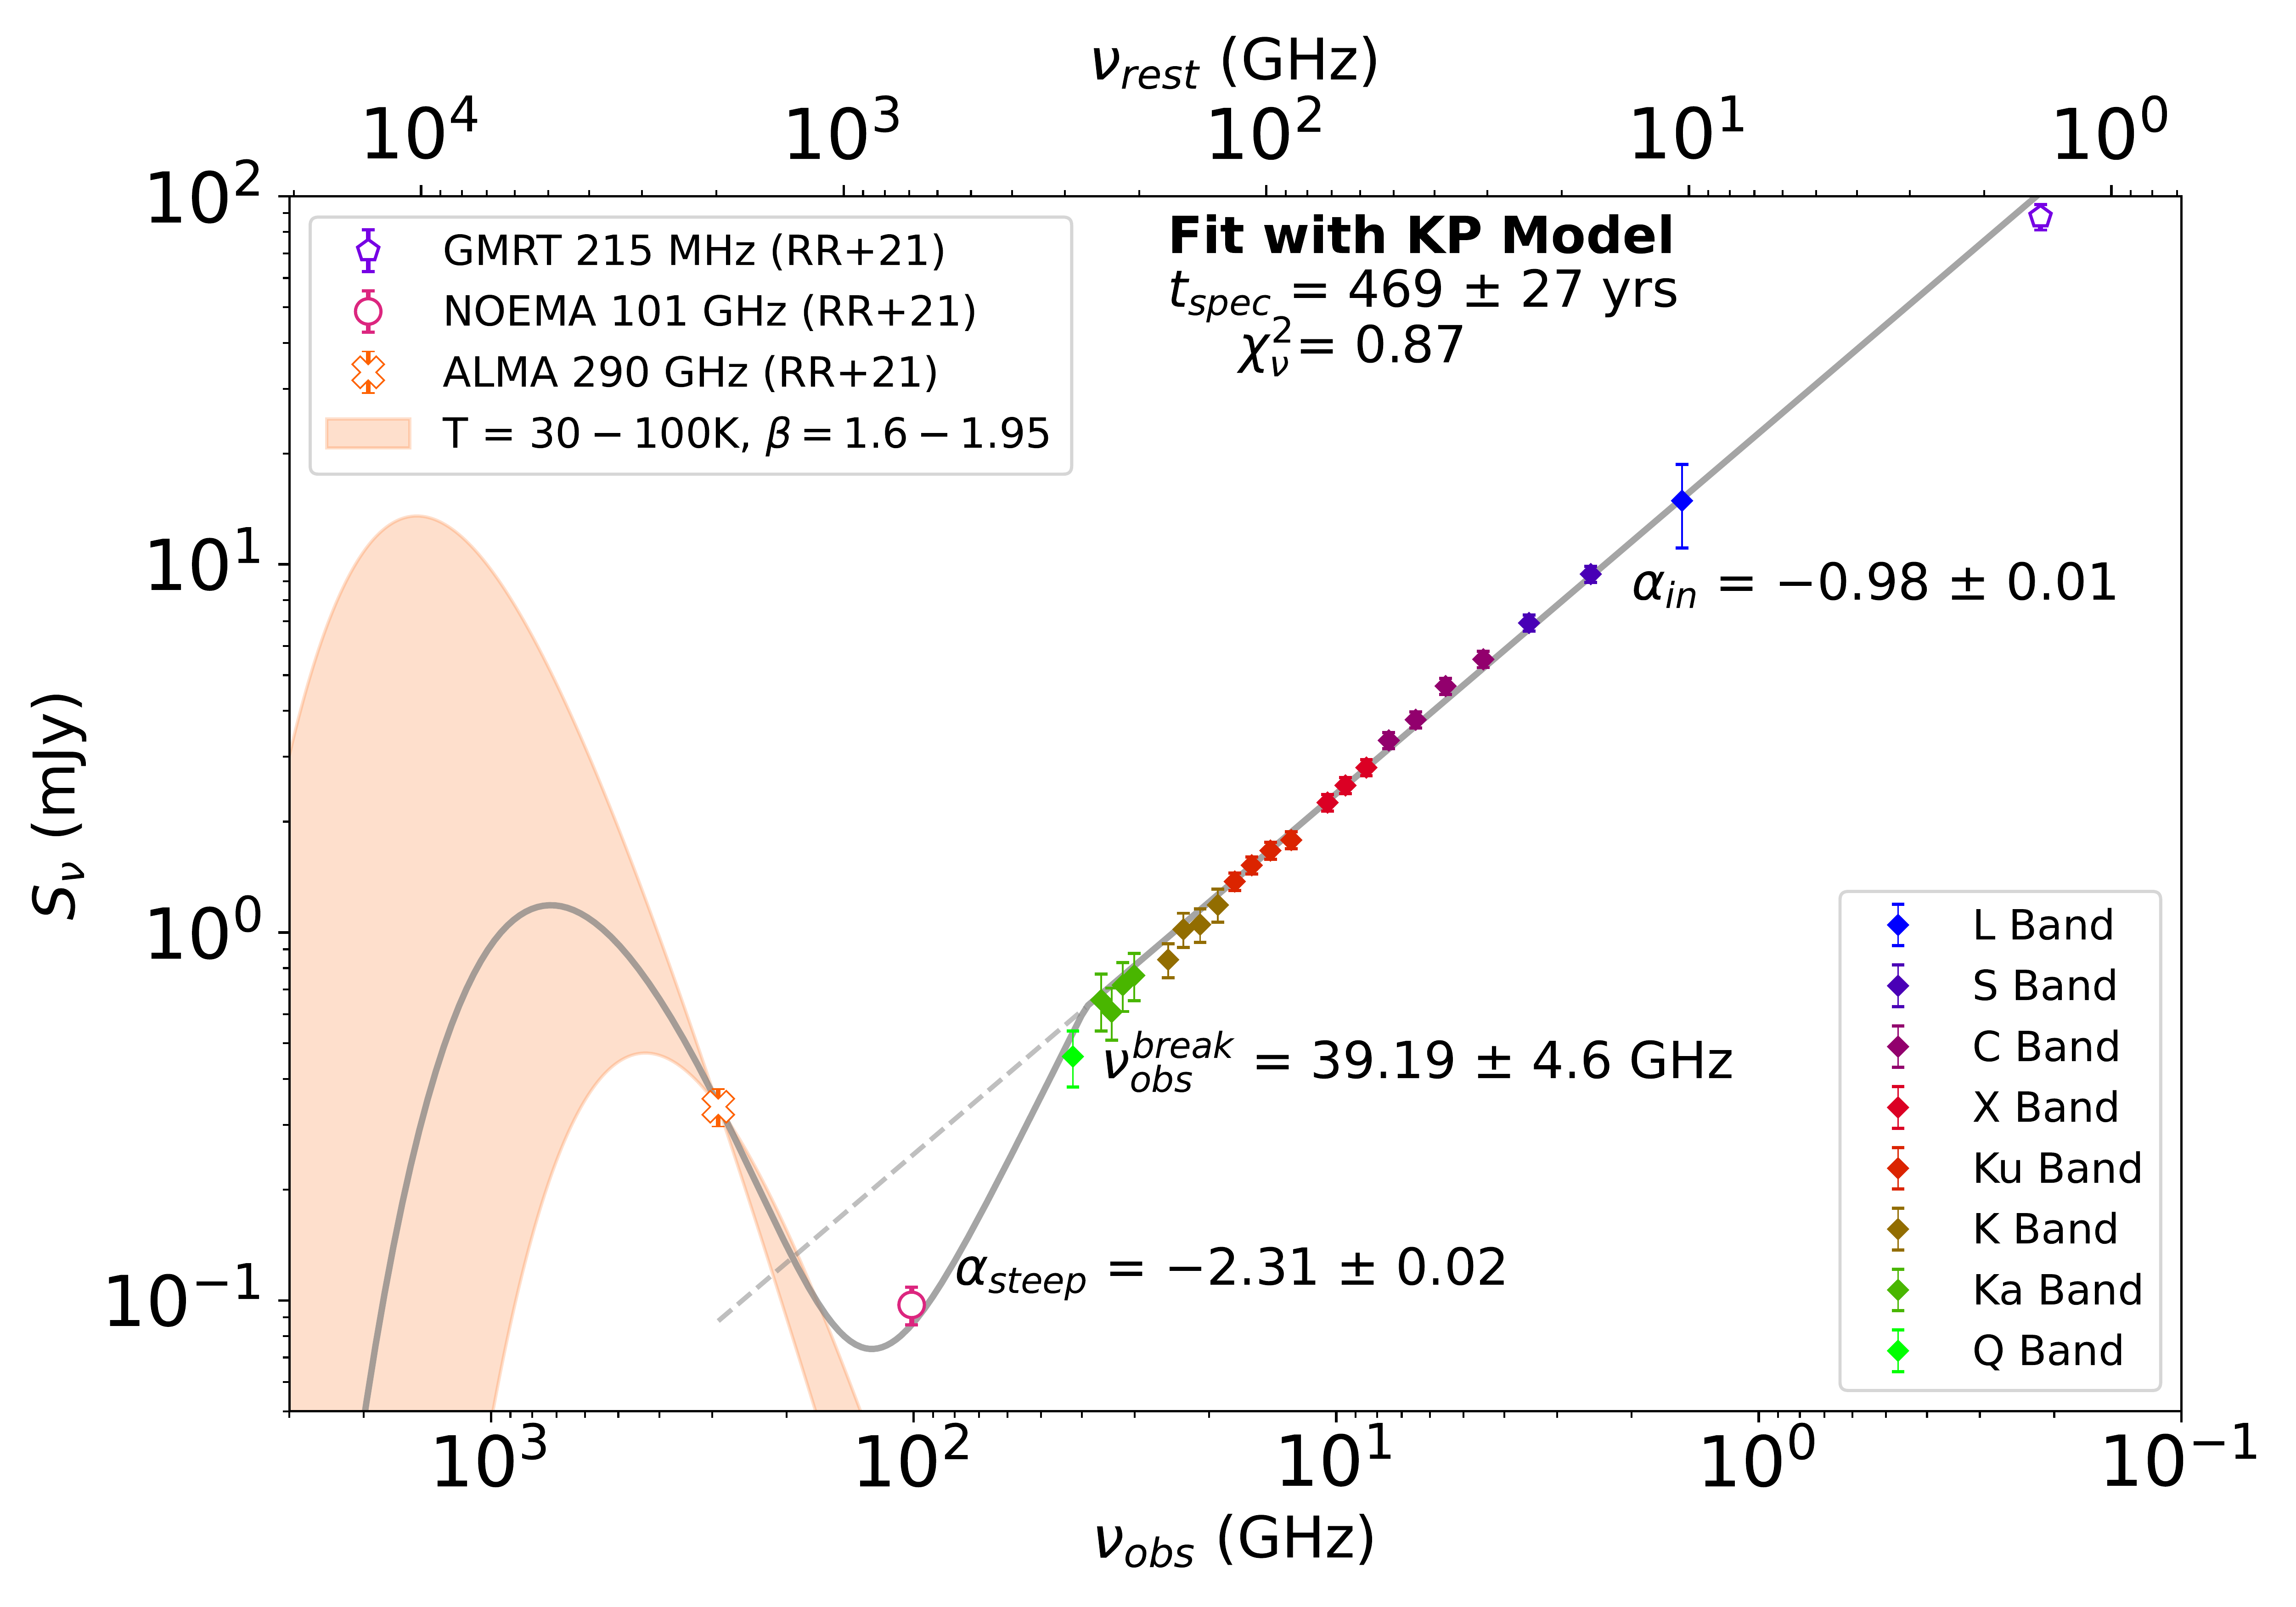 ν_rest (GHz)
10^4 10^3 10^2 10^1 10^0
10^2
10^1
10^0
10^−1
S_ν (mJy)
GMRT 215 MHz (RR+21)
NOEMA 101 GHz (RR+21)
ALMA 290 GHz (RR+21)
T = 30 − 100K, β = 1.6 − 1.95
Fit with KP Model
t_spec = 469 ± 27 yrs
χ_ν^2 = 0.87
α_in = −0.98 ± 0.01
ν_obs^break = 39.19 ± 4.6 GHz
α_steep = −2.31 ± 0.02
L Band
S Band
C Band
X Band
Ku Band
K Band
Ka Band
Q Band
10^3 10^2 10^1 10^0 10^−1
ν_obs (GHz)